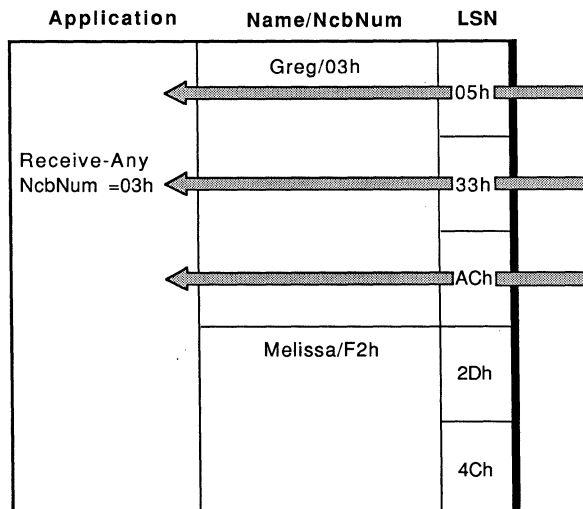 Application Name/NcbNum LSN
Greg/03h
05h
Receive-Any
NcbNum =03h
33h
ACh
Melissa/F2h
2Dh
4Ch